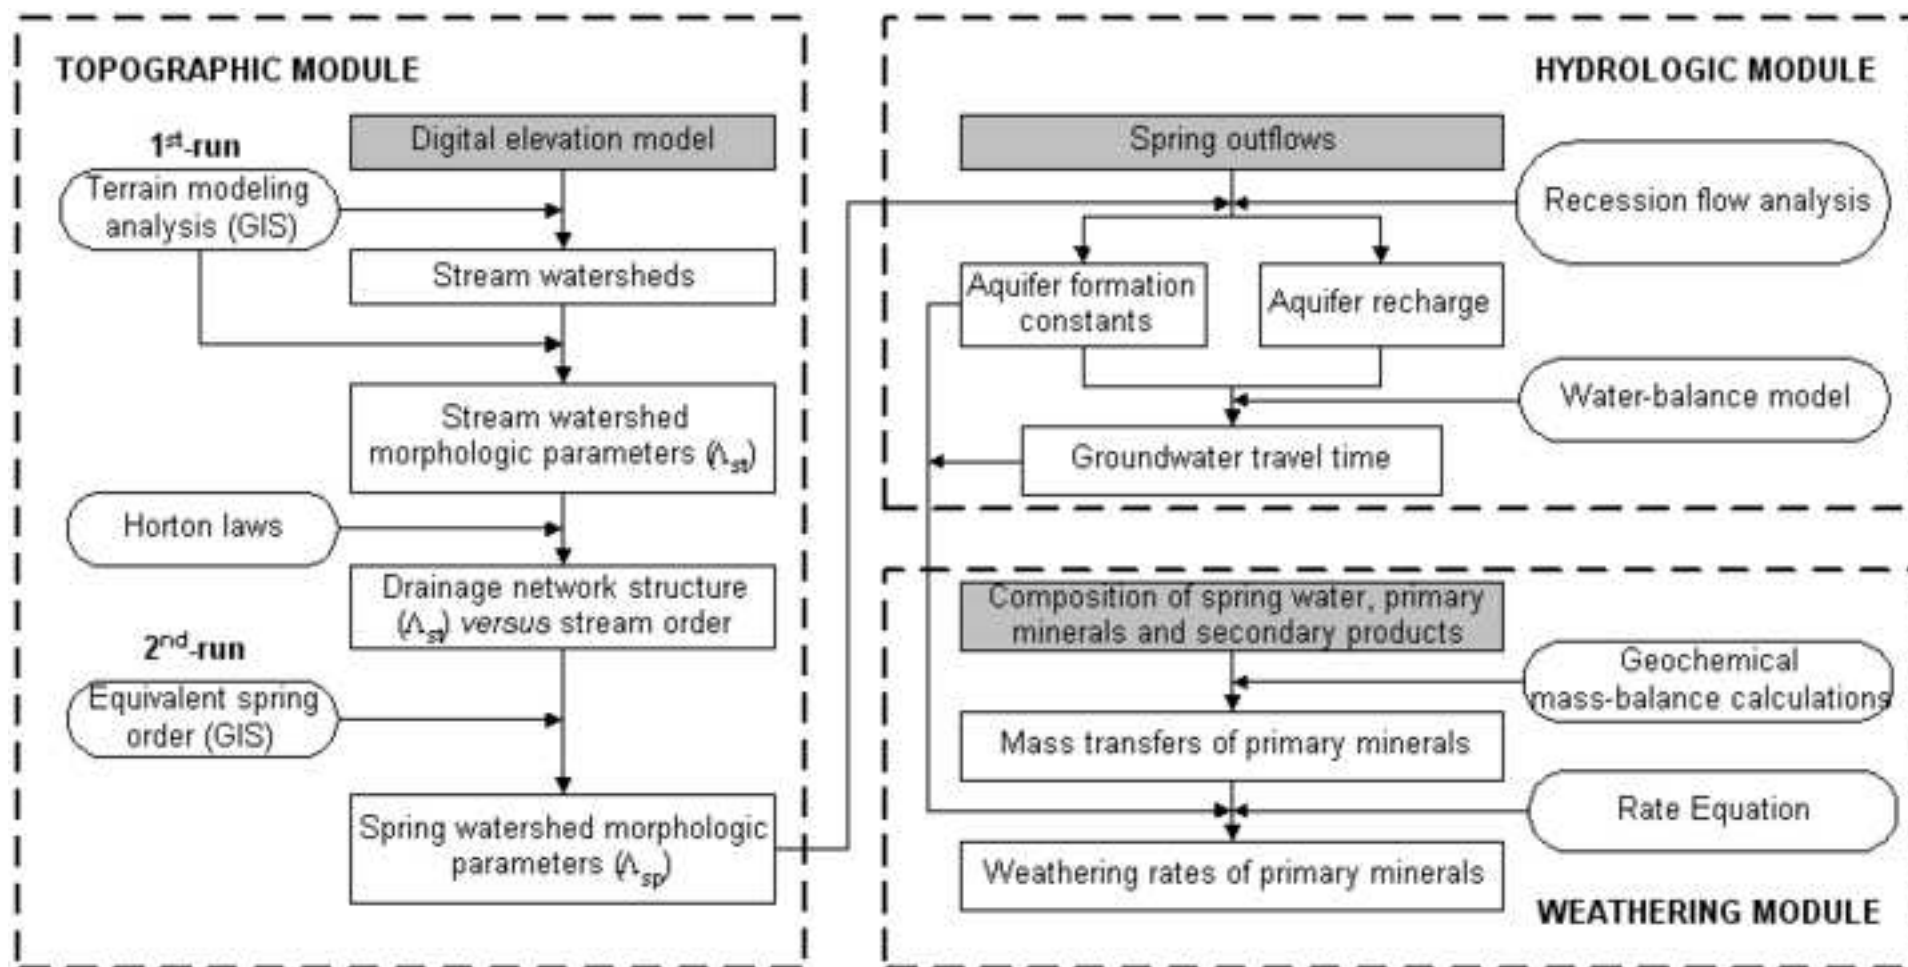 TOPOGRAPHIC MODULE
1st-run
Digital elevation model
Terrain modeling
analysis (GIS)
Stream watersheds
Stream watershed
morphologic parameters (Λst)
Horton laws
Drainage network structure
(Λst) versus stream order
2nd-run
Equivalent spring
order (GIS)
Spring watershed morphologic
parameters (Λsp)
HYDROLOGIC MODULE
Spring outflows
Recession flow analysis
Aquifer formation
constants
Aquifer recharge
Water-balance model
Groundwater travel time
Composition of spring water, primary
minerals and secondary products
Geochemical
mass-balance calculations
Mass transfers of primary minerals
Rate Equation
Weathering rates of primary minerals
WEATHERING MODULE